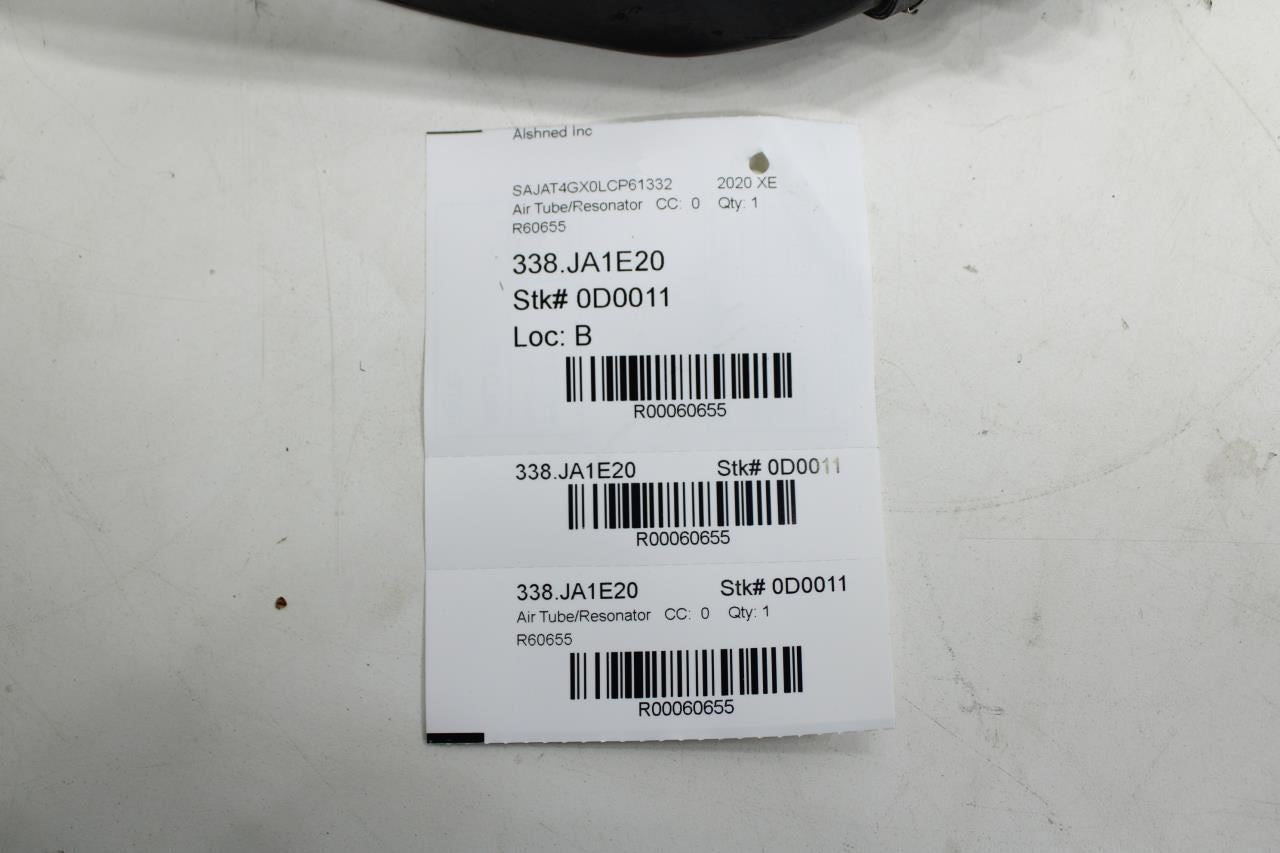 Aishned Inc
SAJAT4GX0LCP61332 2020 XE
Air Tube/Resonator CC: 0 Qty: 1
R60655
338.JA1E20
Stk# 0D0011
Loc: B
R00060655
338.JA1E20 Stk# 0D0011
R00060655
338.JA1E20 Stk# 0D0011
Air Tube/Resonator CC: 0 Qty: 1
R60655
R00060655